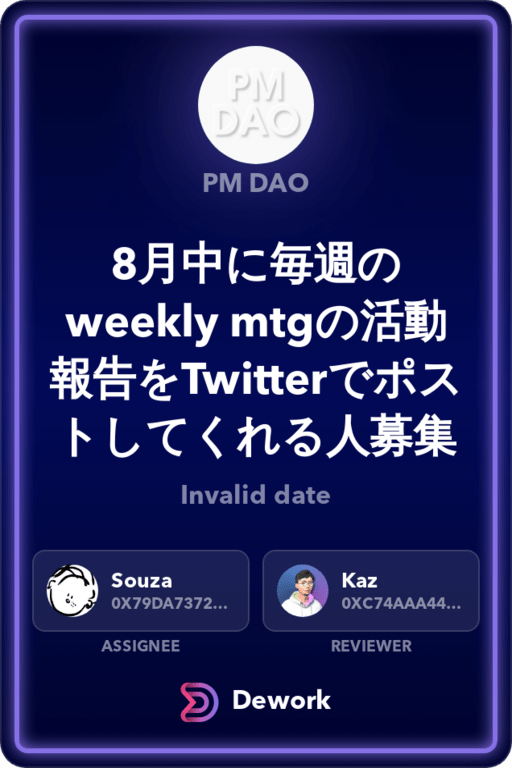 PM
DAO
PM DAO
8月中に毎週の
weekly mtgの活動
報告をTwitterでポス
トしてくれる人募集
Invalid date
Souza
0X79DA7372...
Kaz
0XC74AAA44...
ASSIGNEE
REVIEWER
Dework